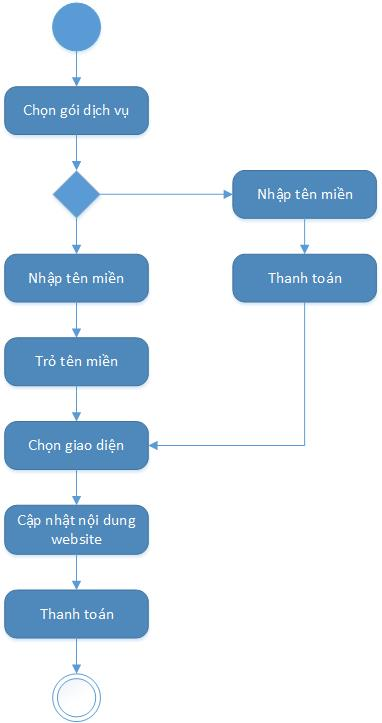 Chọn gói dịch vụ
Nhập tên miền
Nhập tên miền
Thanh toán
Trỏ tên miền
Chọn giao diện
Cập nhật nội dung
website
Thanh toán